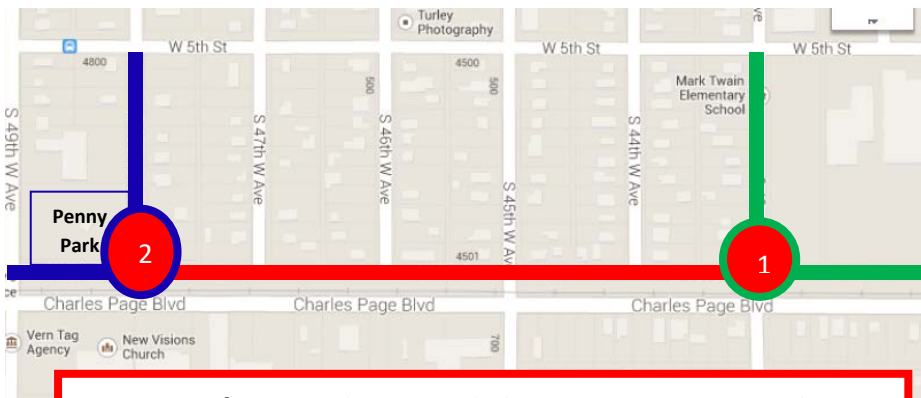 Turley
Photography
W 5th St
W 5th St
W 5th St
4800
4500
500
500
Mark Twain
Elementary
School
S 49th W Ave
S 47th W Ave
S 46th W Ave
S 45th W Av
S 44th W Ave
Penny
Park
2
1
4501
Charles Page Blvd
Charles Page Blvd
Charles Page Blvd
Vern Tag
Agency
New Visions
Church
700